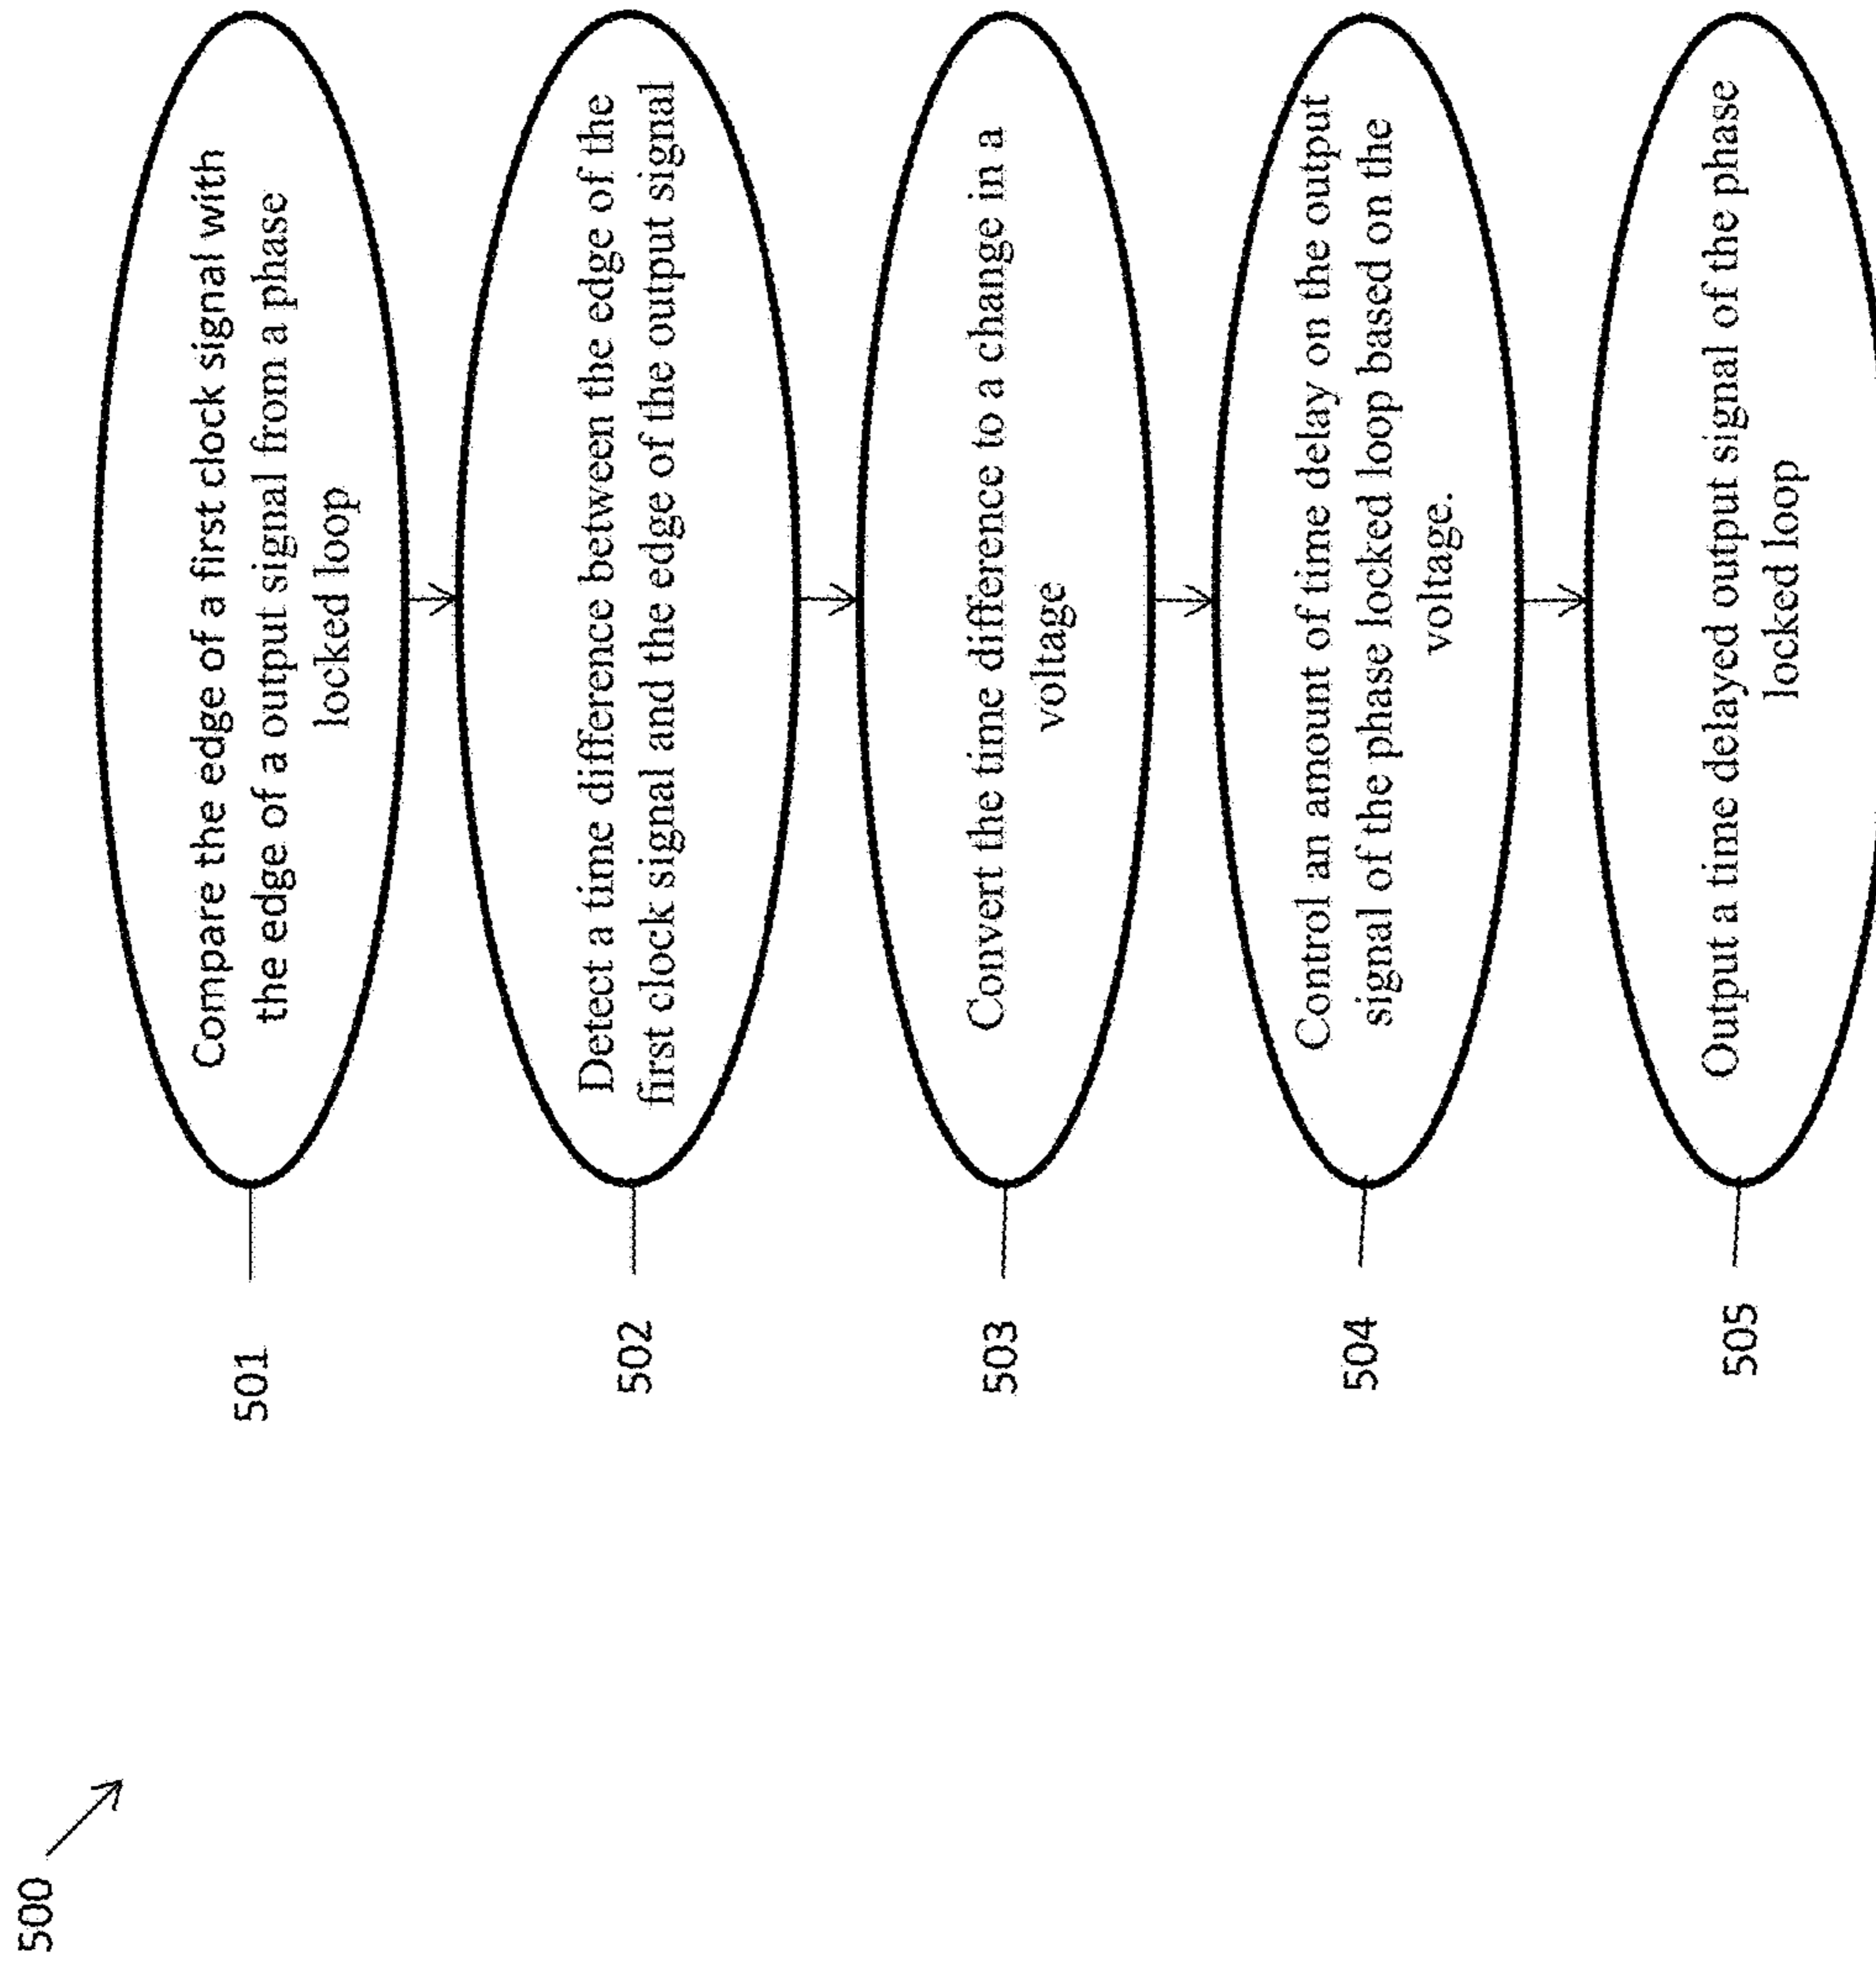 500
501
Compare the edge of a first clock signal with
the edge of a output signal from a phase
locked loop
502
Detect a time difference between the edge of the
first clock signal and the edge of the output signal
503
Convert the time difference to a change in a
voltage
504
Control an amount of time delay on the output
signal of the phase locked loop based on the
voltage.
505
Output a time delayed output signal of the phase
locked loop